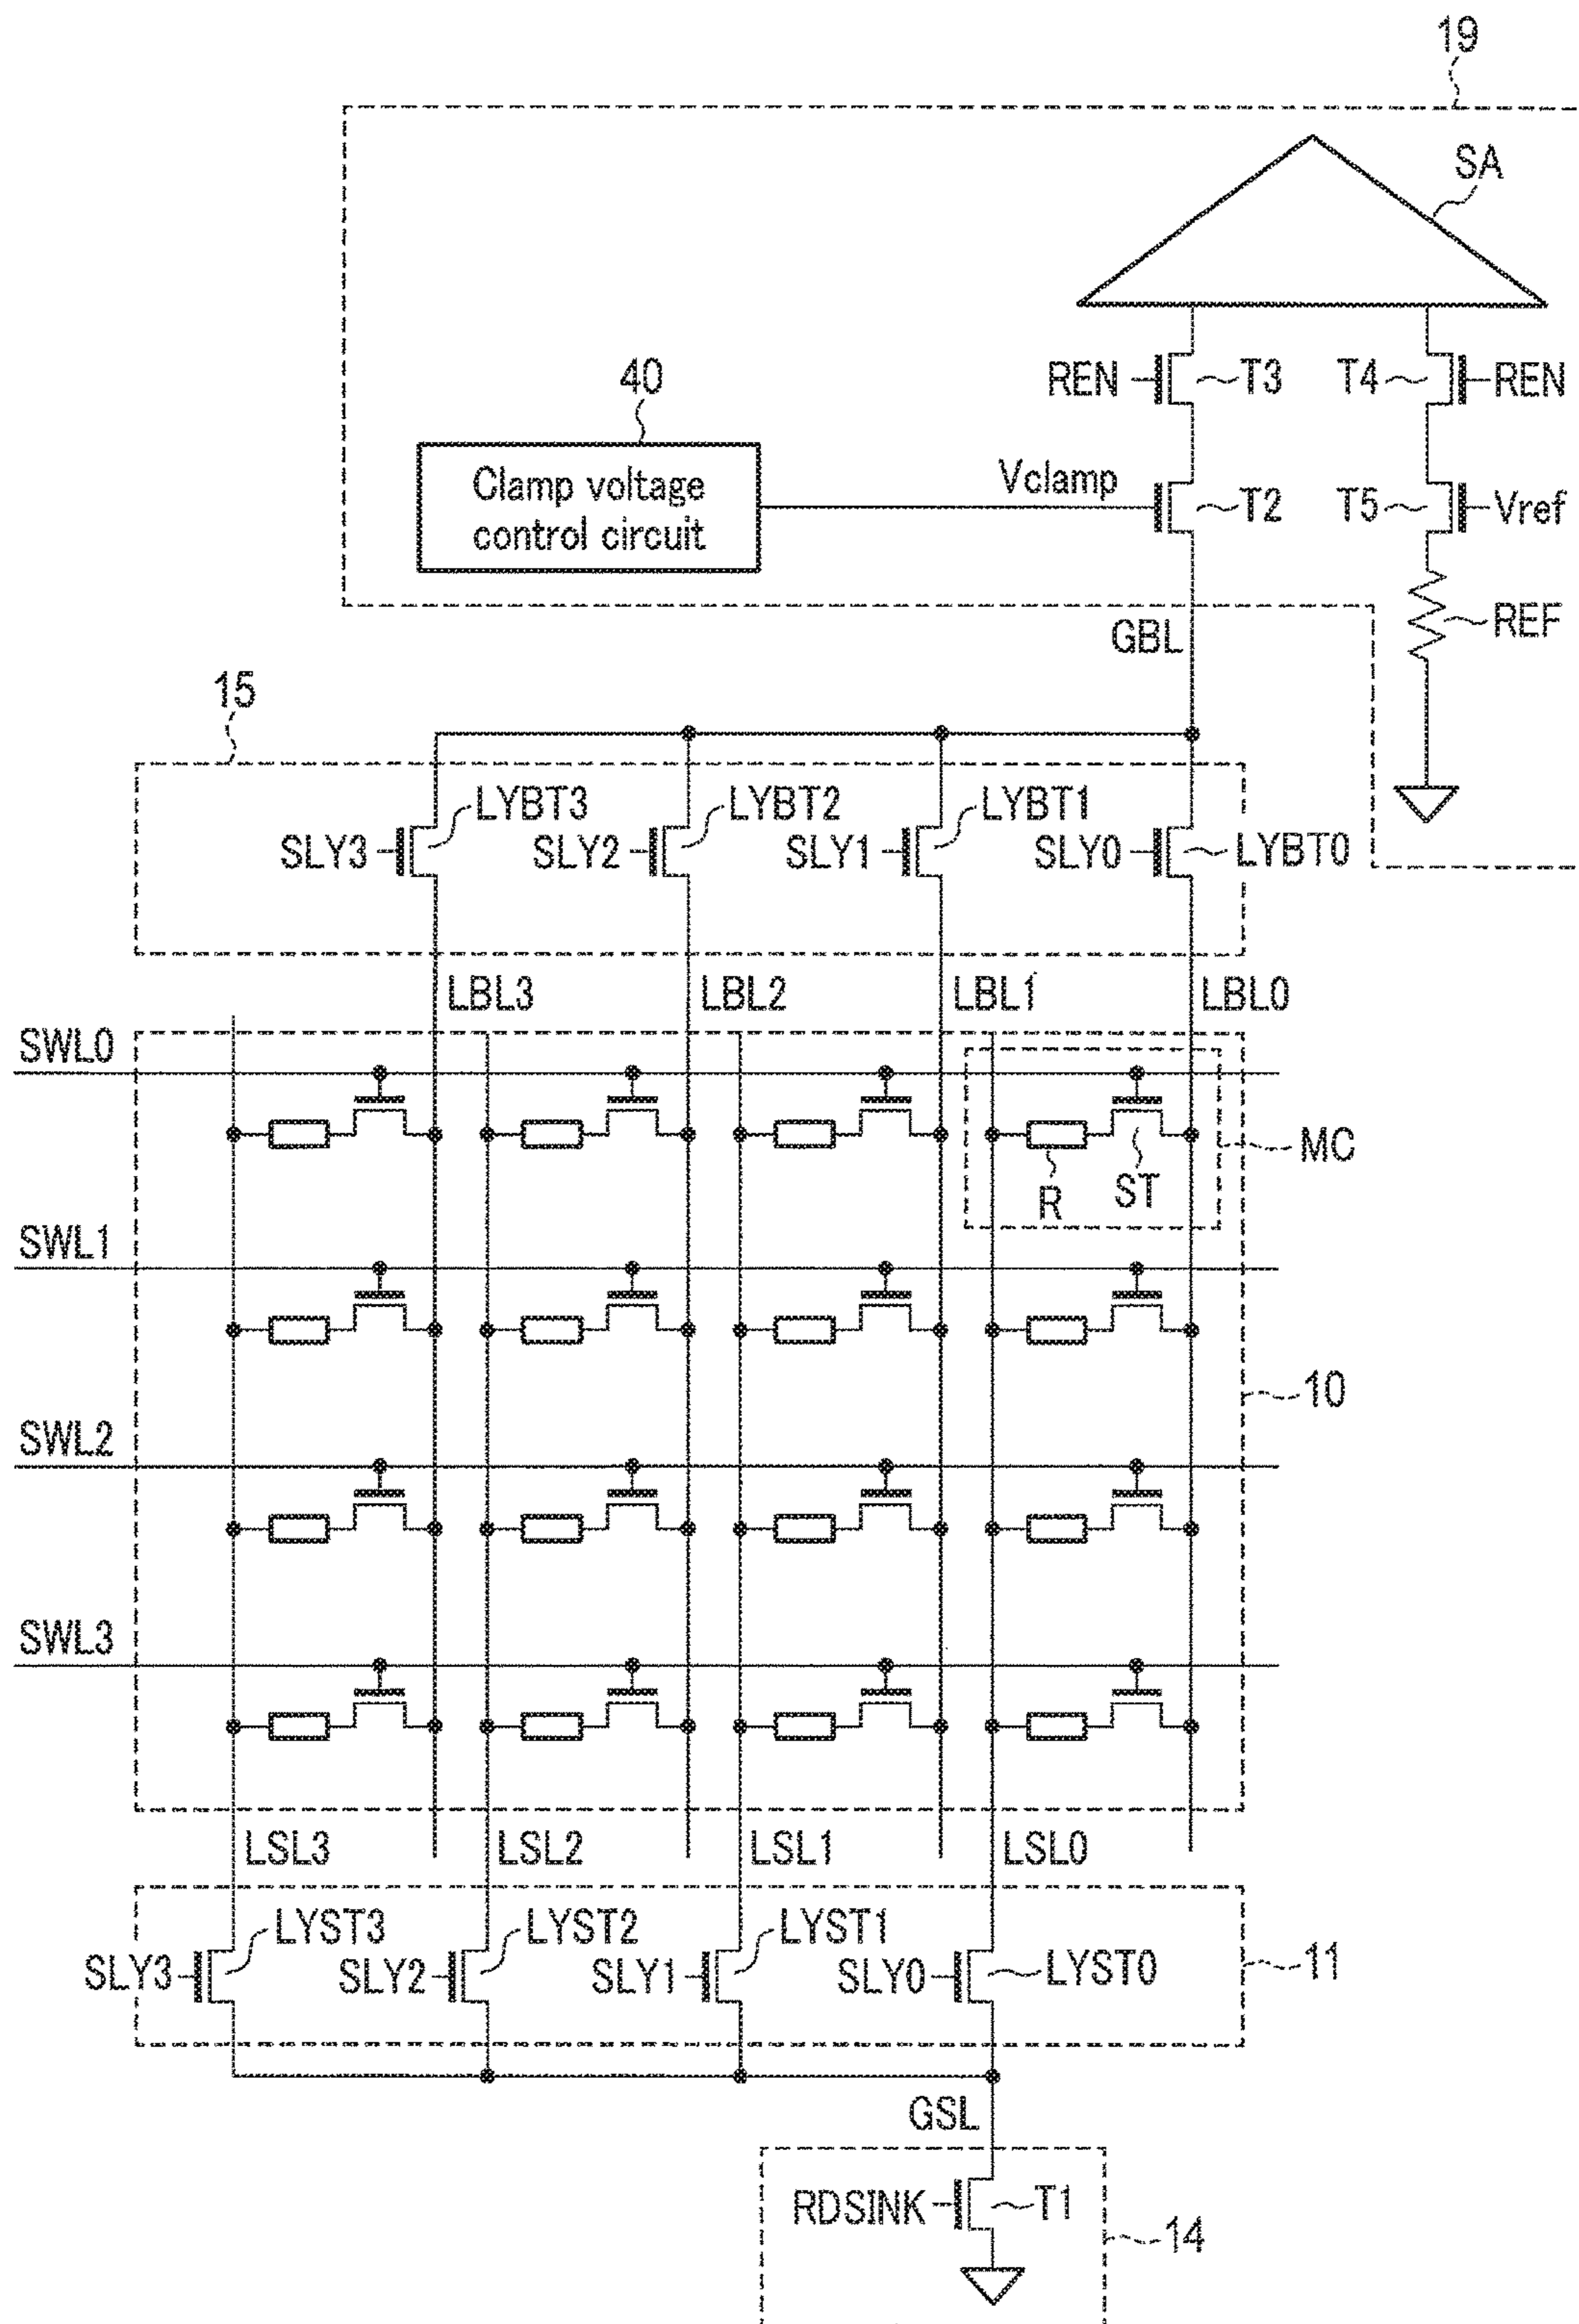 19
SA
REN
T3
T4
REN
40
Clamp voltage
control circuit
Vclamp
T2
T5
Vref
GBL
REF
15
LYBT3
LYBT2
LYBT1
SLY3
SLY2
SLY1
SLY0
LYBT0
LBL3
LBL2
LBL1
LBL0
SWL0
MC
R
ST
SWL1
10
SWL2
SWL3
LSL3
LSL2
LSL1
LSL0
LYST3
LYST2
LYST1
SLY3
SLY2
SLY1
SLY0
LYST0
11
GSL
RDSINK
T1
14